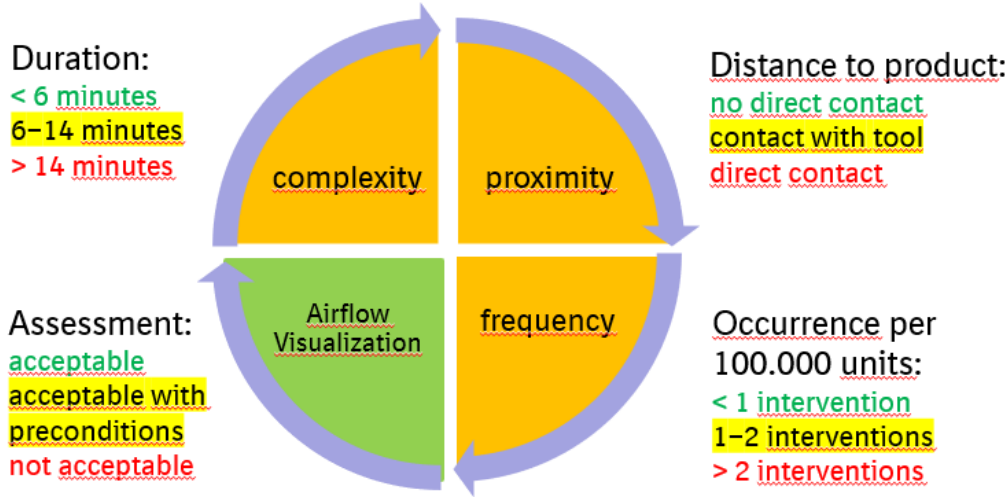 Duration:
< 6 minutes
6–14 minutes
> 14 minutes
complexity
proximity
Distance to product:
no direct contact
contact with tool
direct contact
Assessment:
acceptable
acceptable with
preconditions
not acceptable
Airflow
Visualization
frequency
Occurrence per
100.000 units:
< 1 intervention
1–2 interventions
> 2 interventions